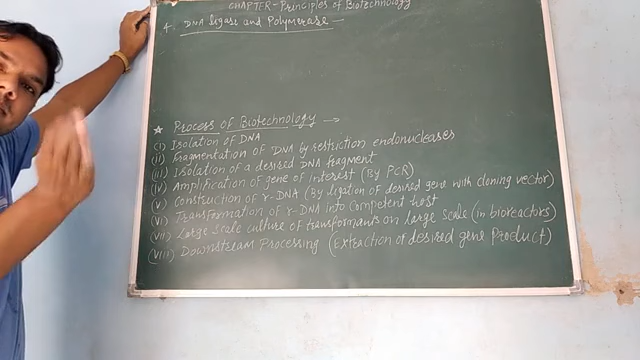 CHAPTER - Principles of Biotechnology
4. DNA ligase and Polymerase —
★ Process of Biotechnology →
(i) Isolation of DNA
(ii) Fragmentation of DNA by restriction endonucleases
(iii) Isolation of a desired DNA fragment
(iv) Amplification of gene of interest (By PCR)
(v) Construction of r-DNA (By ligation of desired gene with cloning vector)
(vi) Transformation of r-DNA into competent host
(vii) Large scale culture of transformants on large scale (in bioreactors)
(viii) Downstream Processing (Extraction of desired gene Product)